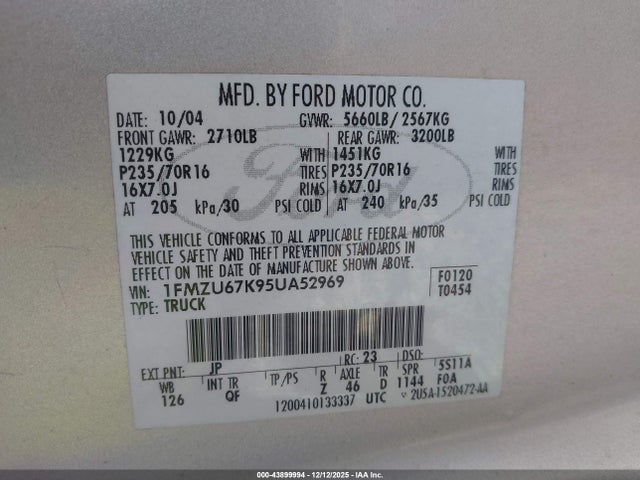 MFD. BY FORD MOTOR CO.
DATE: 10/04 GVWR: 5660LB/2567KG
FRONT GAWR: 2710LB REAR GAWR: 3200LB
1229KG WITH 1451KG WITH
P235/70R16 TIRES P235/70R16 TIRES
16X7.0J RIMS 16X7.0J RIMS
AT 205 kPa/30 PSI COLD AT 240 kPa/35 PSI COLD
Ford
THIS VEHICLE CONFORMS TO ALL APPLICABLE FEDERAL MOTOR
VEHICLE SAFETY AND THEFT PREVENTION STANDARDS IN
EFFECT ON THE DATE OF MANUFACTURE SHOWN ABOVE.
VIN: 1FMZU67K95UA52969 F0120
TYPE: TRUCK T0454
EXT PNT: JP RC: 23 DSO:
WB INT TR TP/PS R AXLE TR SPR 5S11A
126 QF Z 46 D 1144 F0A
1200410133337 UTC 2U5A-1520472-AA
000-43899994 - 12/12/2025 - IAA Inc.